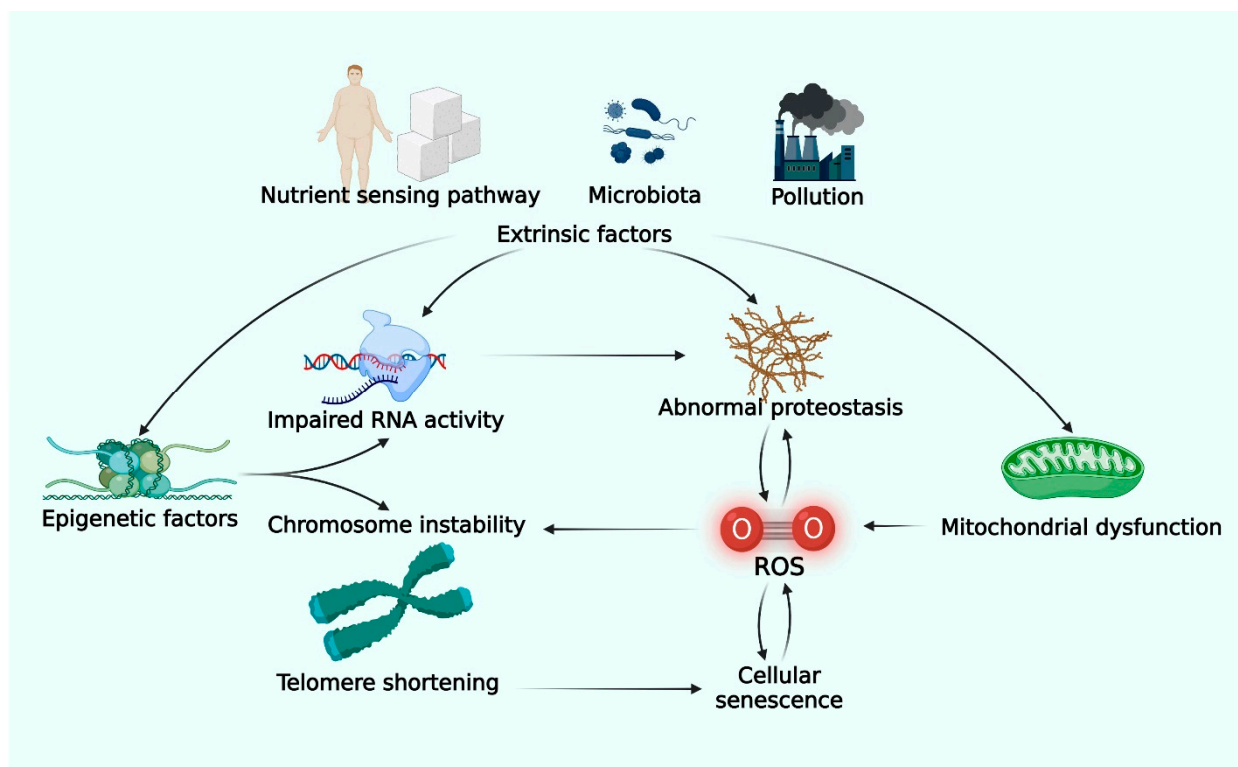 Nutrient sensing pathway
Microbiota
Pollution
Extrinsic factors
Impaired RNA activity
Abnormal proteostasis
Epigenetic factors
Chromosome instability
O O
Mitochondrial dysfunction
ROS
Telomere shortening
Cellular
senescence